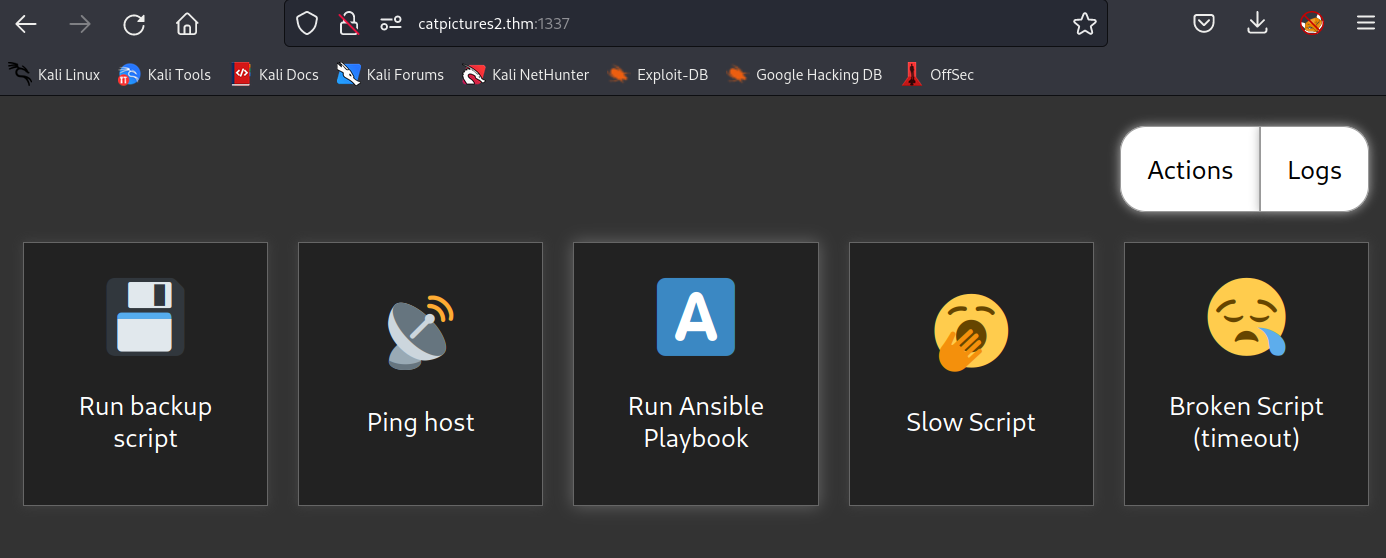 catpictures2.thm:1337
Kali Linux Kali Tools Kali Docs Kali Forums Kali NetHunter Exploit-DB Google Hacking DB OffSec
Actions Logs
Run backup
script
Ping host
A
Run Ansible
Playbook
Slow Script
Broken Script
(timeout)